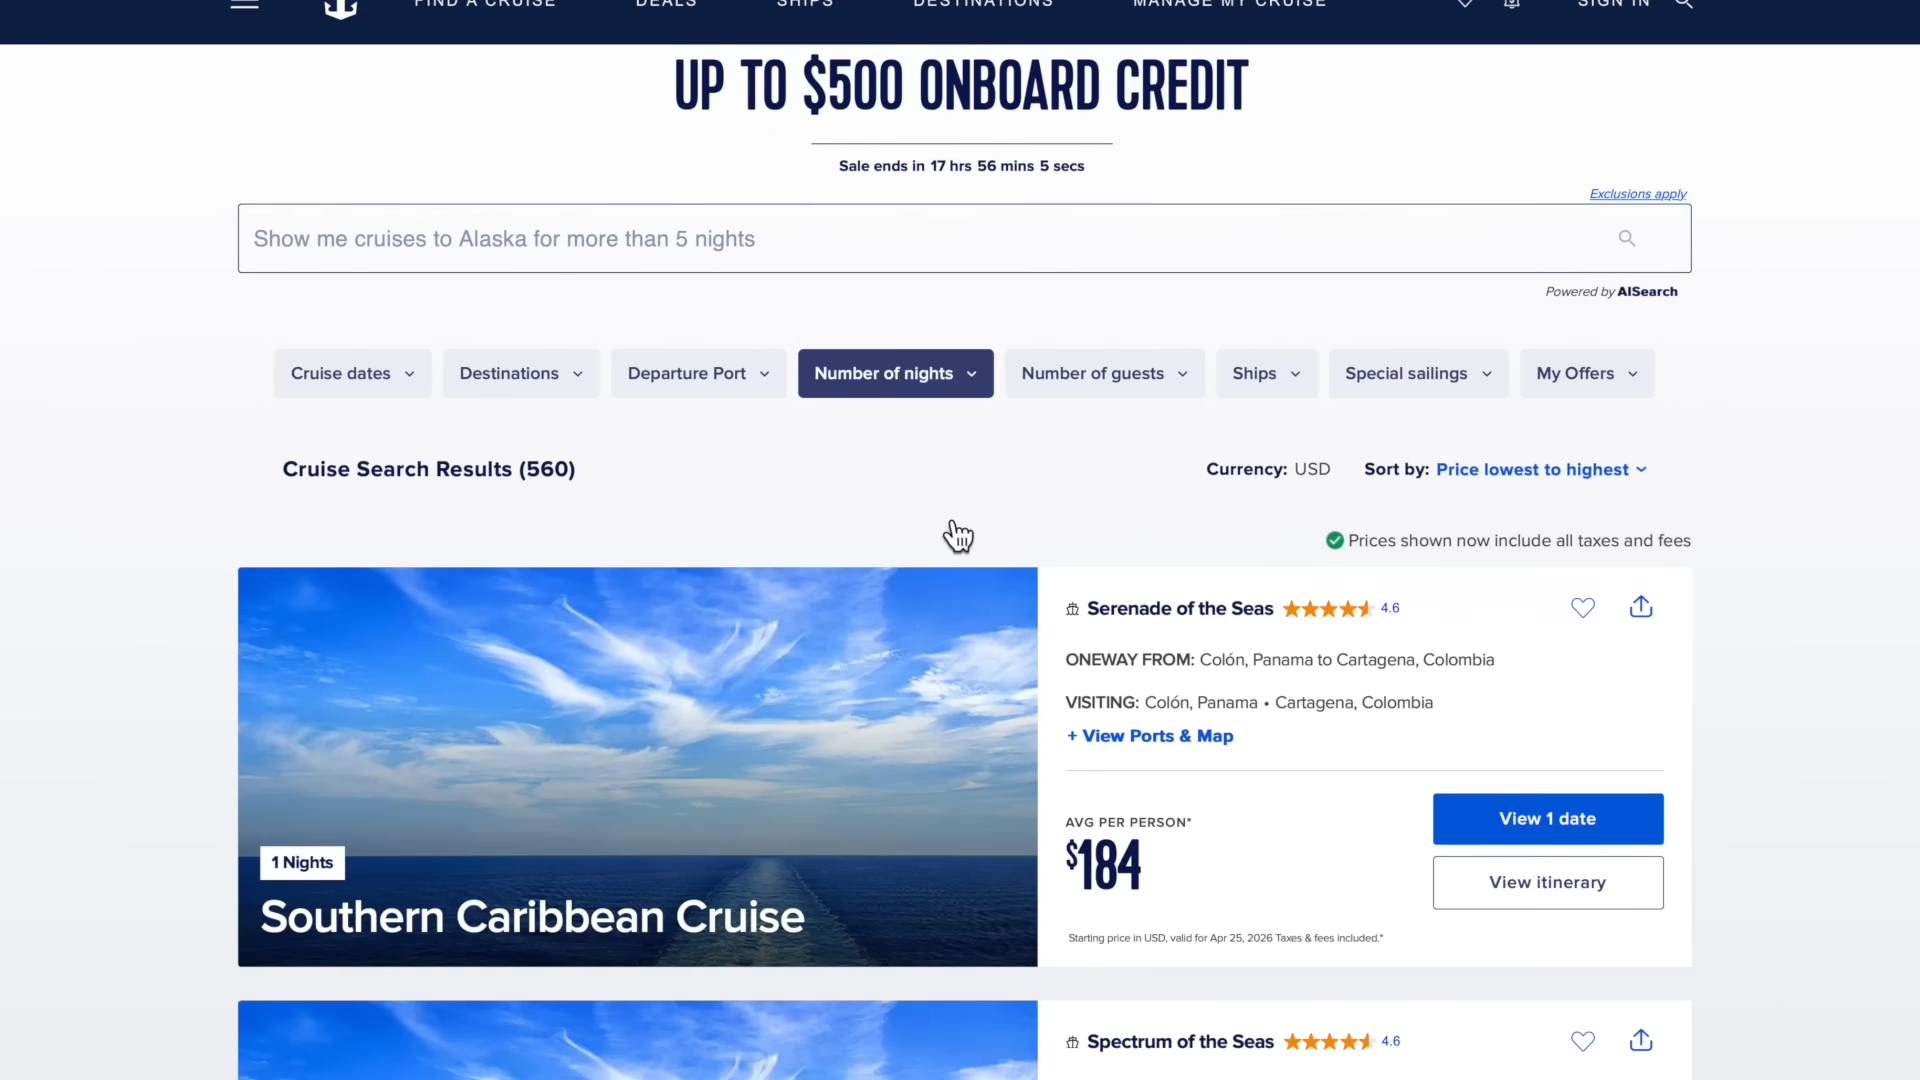 FIND A CRUISE DEALS SHIPS DESTINATIONS MANAGE MY CRUISE SIGN IN
UP TO $500 ONBOARD CREDIT
Sale ends in 17 hrs 56 mins 5 secs
Exclusions apply
Show me cruises to Alaska for more than 5 nights
Powered by AISearch
Cruise dates Destinations Departure Port Number of nights Number of guests Ships Special sailings My Offers
Cruise Search Results (560)
Currency: USD Sort by: Price lowest to highest
Prices shown now include all taxes and fees
Serenade of the Seas 4.6
ONEWAY FROM: Colón, Panama to Cartagena, Colombia
VISITING: Colón, Panama • Cartagena, Colombia
+ View Ports & Map
AVG PER PERSON*
$184
View 1 date
View itinerary
Starting price in USD, valid for Apr 25, 2026 Taxes & fees included.*
1 Nights
Southern Caribbean Cruise
Spectrum of the Seas 4.6